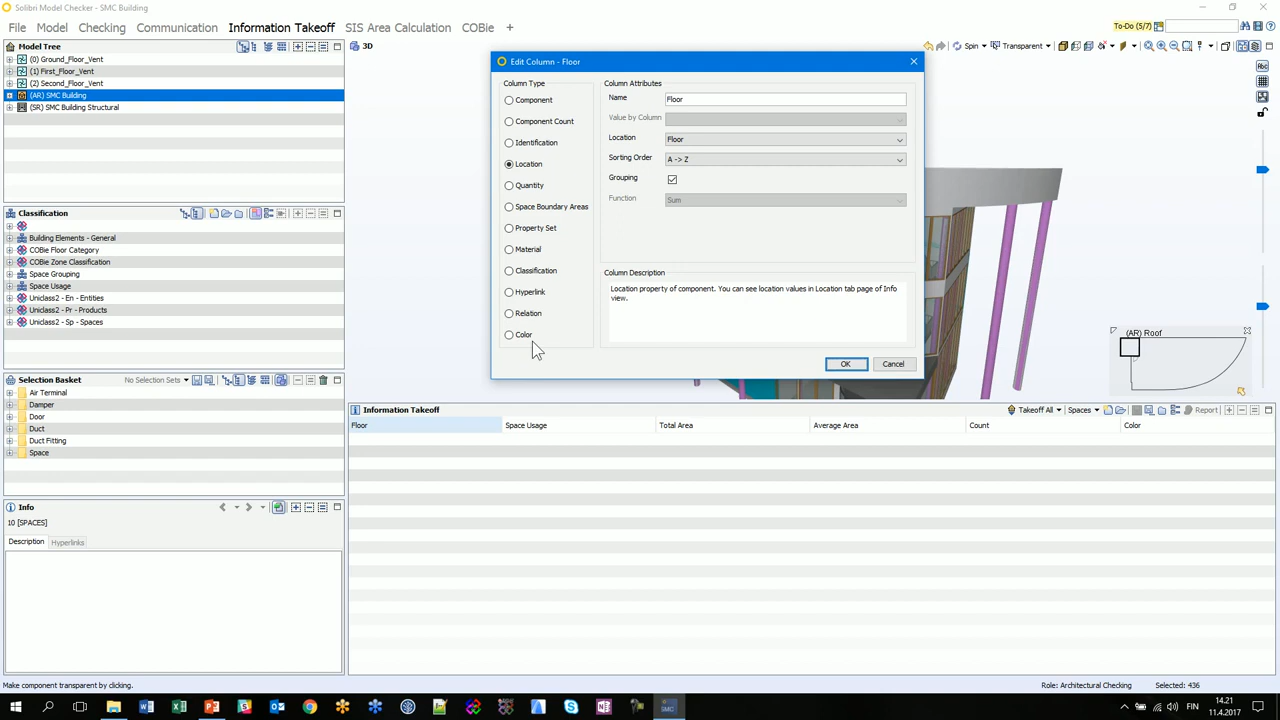 Solibri Model Checker - SMC Building
File Model Checking Communication Information Takeoff SIS Area Calculation COBie +
To-Do (5/7)
Model Tree
(0) Ground_Floor_Vent
(1) First_Floor_Vent
(2) Second_Floor_Vent
(AR) SMC Building
(SR) SMC Building Structural
3D
Spin
Transparent
Abc
Edit Column - Floor
Column Type
Component
Component Count
Identification
Location
Quantity
Space Boundary Areas
Property Set
Material
Classification
Hyperlink
Relation
Color
Column Attributes
Name Floor
Value by Column
Location Floor
Sorting Order A -> Z
Grouping
Function Sum
Column Description
Location property of component. You can see location values in Location tab page of Info
view.
OK Cancel
(AR) Roof
Classification
Building Elements - General
COBie Floor Category
COBie Zone Classification
Space Grouping
Space Usage
Uniclass2 - En - Entities
Uniclass2 - Pr - Products
Uniclass2 - Sp - Spaces
Selection Basket No Selection Sets
Air Terminal
Damper
Door
Duct
Duct Fitting
Space
Information Takeoff Takeoff All Spaces Report
Floor Space Usage Total Area Average Area Count Color
Info
10 [SPACES]
Description Hyperlinks
Make component transparent by clicking.
Role: Architectural Checking Selected: 436
FIN
14.21
11.4.2017